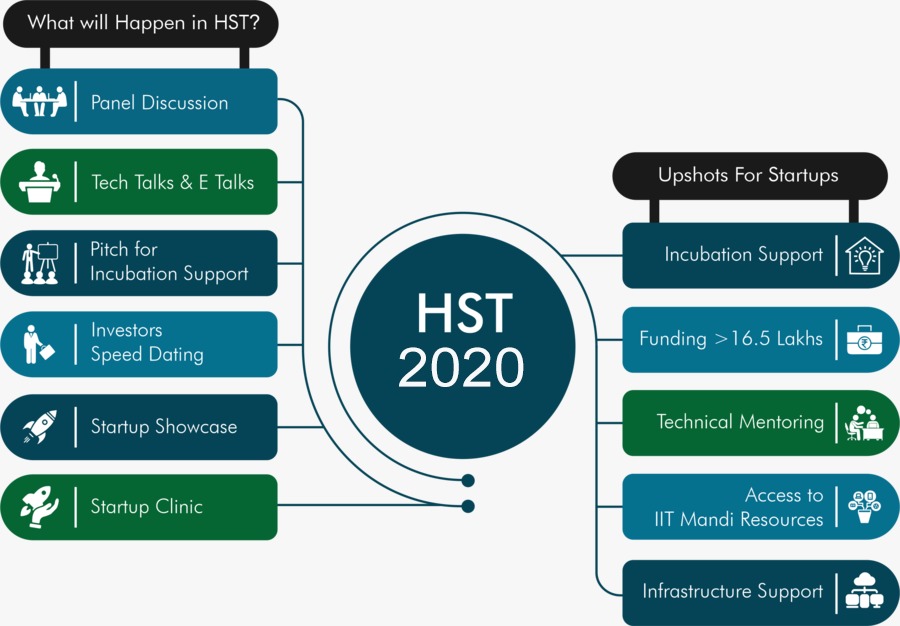 What will Happen in HST?
Panel Discussion
Tech Talks & E Talks
Pitch for
Incubation Support
Investors
Speed Dating
Startup Showcase
Startup Clinic
HST
2020
Upshots For Startups
Incubation Support
Funding >16.5 Lakhs
₹
Technical Mentoring
Access to
IIT Mandi Resources
Infrastructure Support